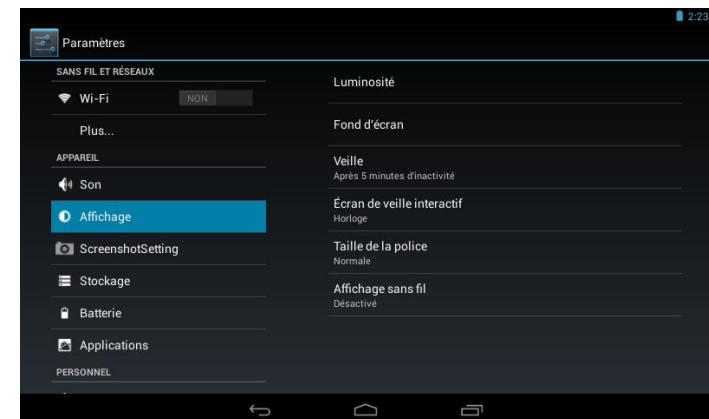 2:23
Paramètres
SANS FIL ET RÉSEAUX
Wi-Fi
NON
Plus...
APPAREIL
Son
Affichage
ScreenshotSetting
Stockage
Batterie
Applications
PERSONNEL
Luminosité
Fond d'écran
Veille
Après 5 minutes d'inactivité
Écran de veille interactif
Horloge
Taille de la police
Normale
Affichage sans fil
Désactivé